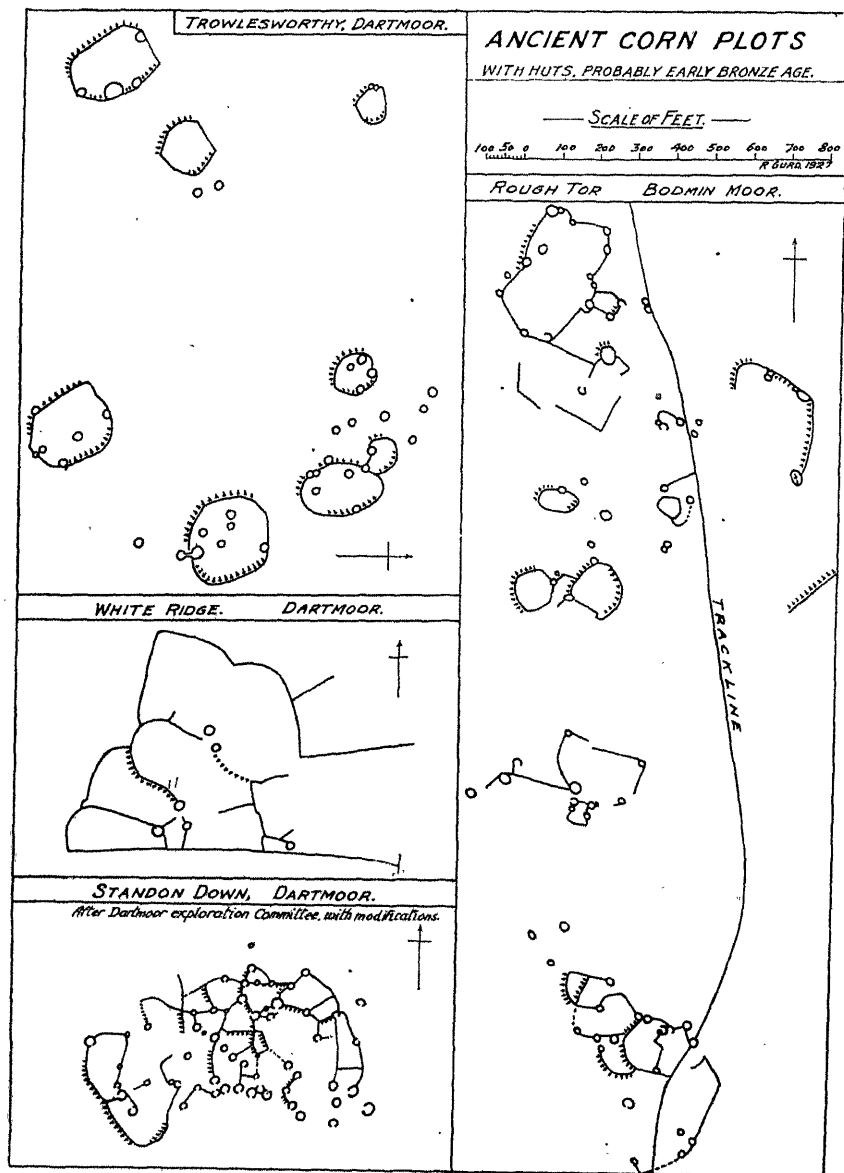 TROWLESWORTHY, DARTMOOR.
ANCIENT CORN PLOTS
WITH HUTS, PROBABLY EARLY BRONZE AGE.
SCALE OF FEET.
100 50 0 100 200 300 400 500 600 700 800
R GURD. 1927
ROUGH TOR BODMIN MOOR.
TRACKLINE
WHITE RIDGE. DARTMOOR.
STANDON DOWN, DARTMOOR.
After Dartmoor exploration Committee, with modifications.